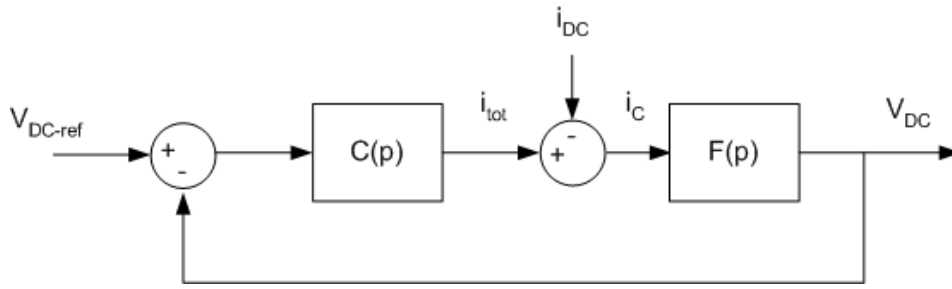 i_DC
V_DC-ref
+
-
C(p)
i_tot
-
+
i_C
F(p)
V_DC